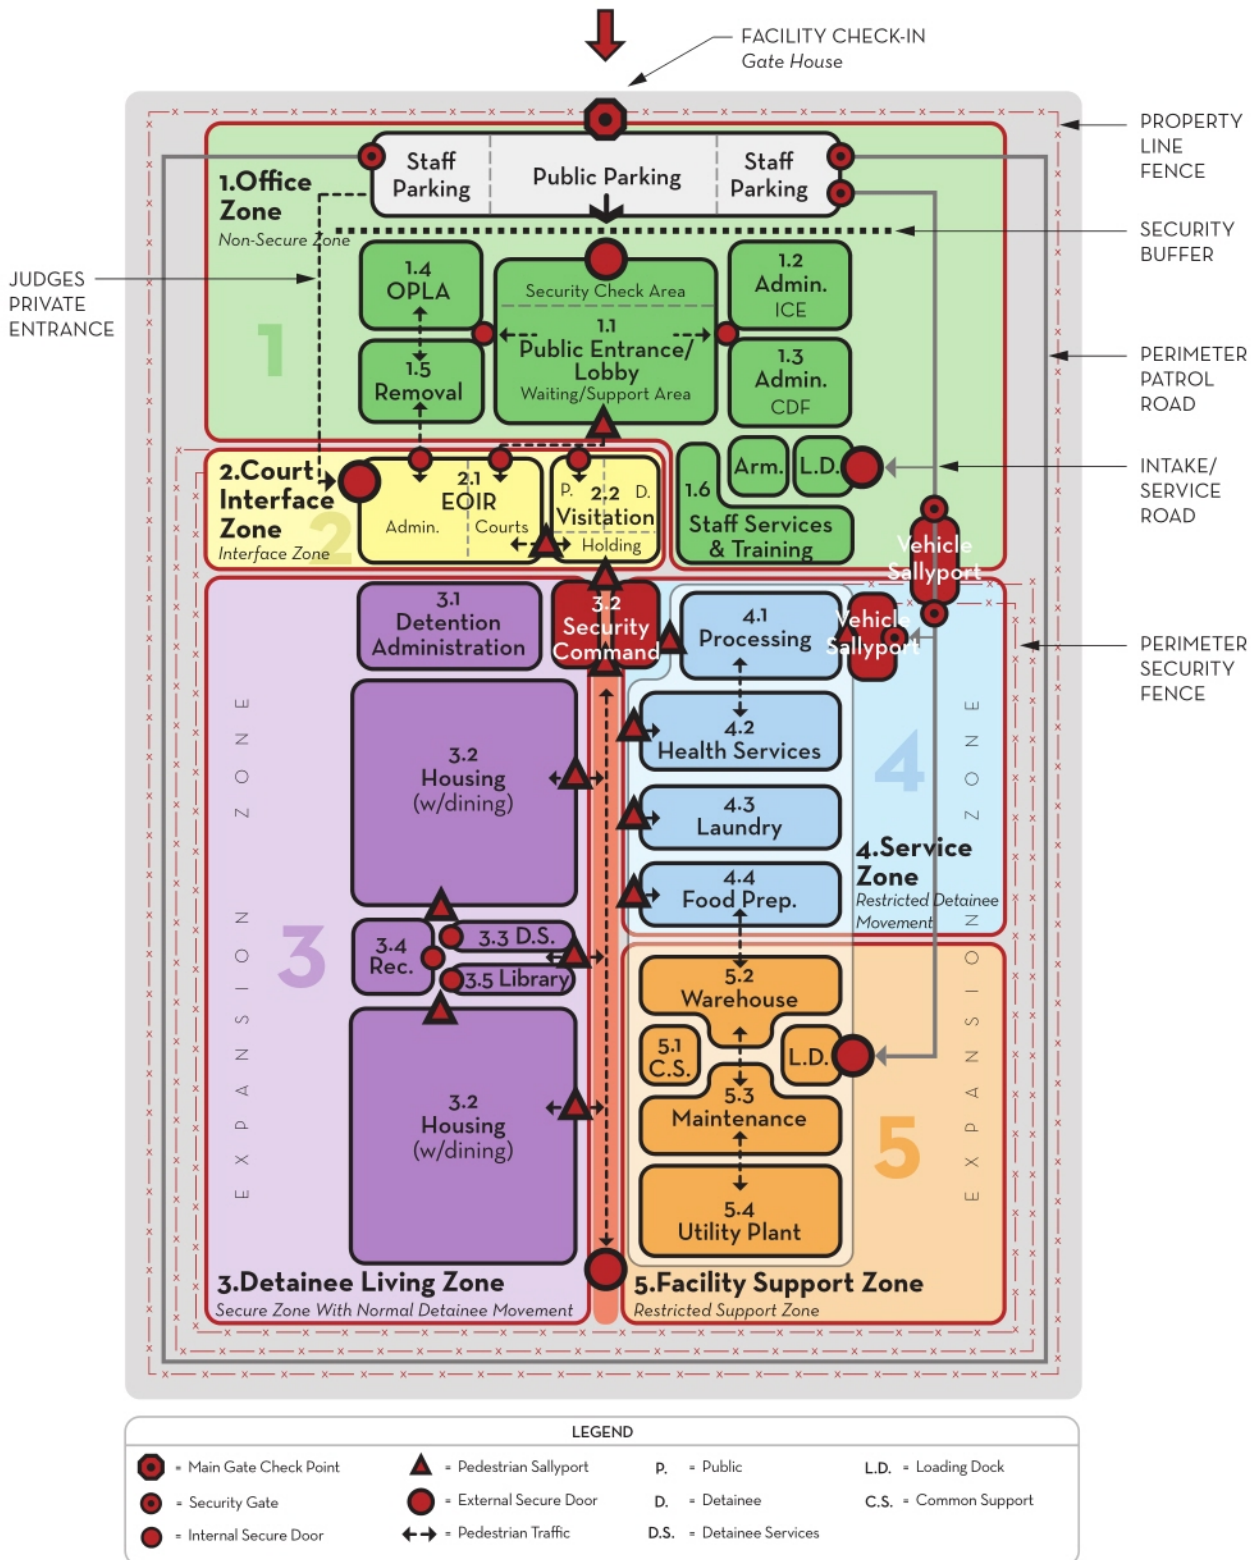 FACILITY CHECK-IN
Gate House
PROPERTY
LINE
FENCE
Staff
Parking
Public Parking
Staff
Parking
1.Office
Zone
Non-Secure Zone
SECURITY
BUFFER
JUDGES
PRIVATE
ENTRANCE
1.4
OPLA
Security Check Area
1.2
Admin.
ICE
1
1.1
Public Entrance/
Lobby
Waiting/Support Area
1.5
Removal
1.3
Admin.
CDF
PERIMETER
PATROL
ROAD
Arm.
L.D.
1.6
Staff Services
& Training
INTAKE/
SERVICE
ROAD
2.Court
Interface
Zone
Interface Zone
2
2.1
EOIR
Admin.
Courts
P.
2.2
D.
Visitation
Holding
Vehicle
Sallyport
3.1
Detention
Administration
3.2
Security
Command
4.1
Processing
Vehicle
Sallyport
PERIMETER
SECURITY
FENCE
EXPANSION ZONE
3.2
Housing
(w/dining)
4.2
Health Services
4
EXPANSION ZONE
4.3
Laundry
4.Service
Zone
Restricted Detainee
Movement
4.4
Food Prep.
3
3.4
Rec.
3.3 D.S.
3.5 Library
5.2
Warehouse
5.1
C.S.
L.D.
3.2
Housing
(w/dining)
5.3
Maintenance
5
5.4
Utility Plant
3.Detainee Living Zone
Secure Zone With Normal Detainee Movement
5.Facility Support Zone
Restricted Support Zone
LEGEND
= Main Gate Check Point
= Pedestrian Sallyport
P. = Public
L.D. = Loading Dock
= Security Gate
= External Secure Door
D. = Detainee
C.S. = Common Support
= Internal Secure Door
= Pedestrian Traffic
D.S. = Detainee Services